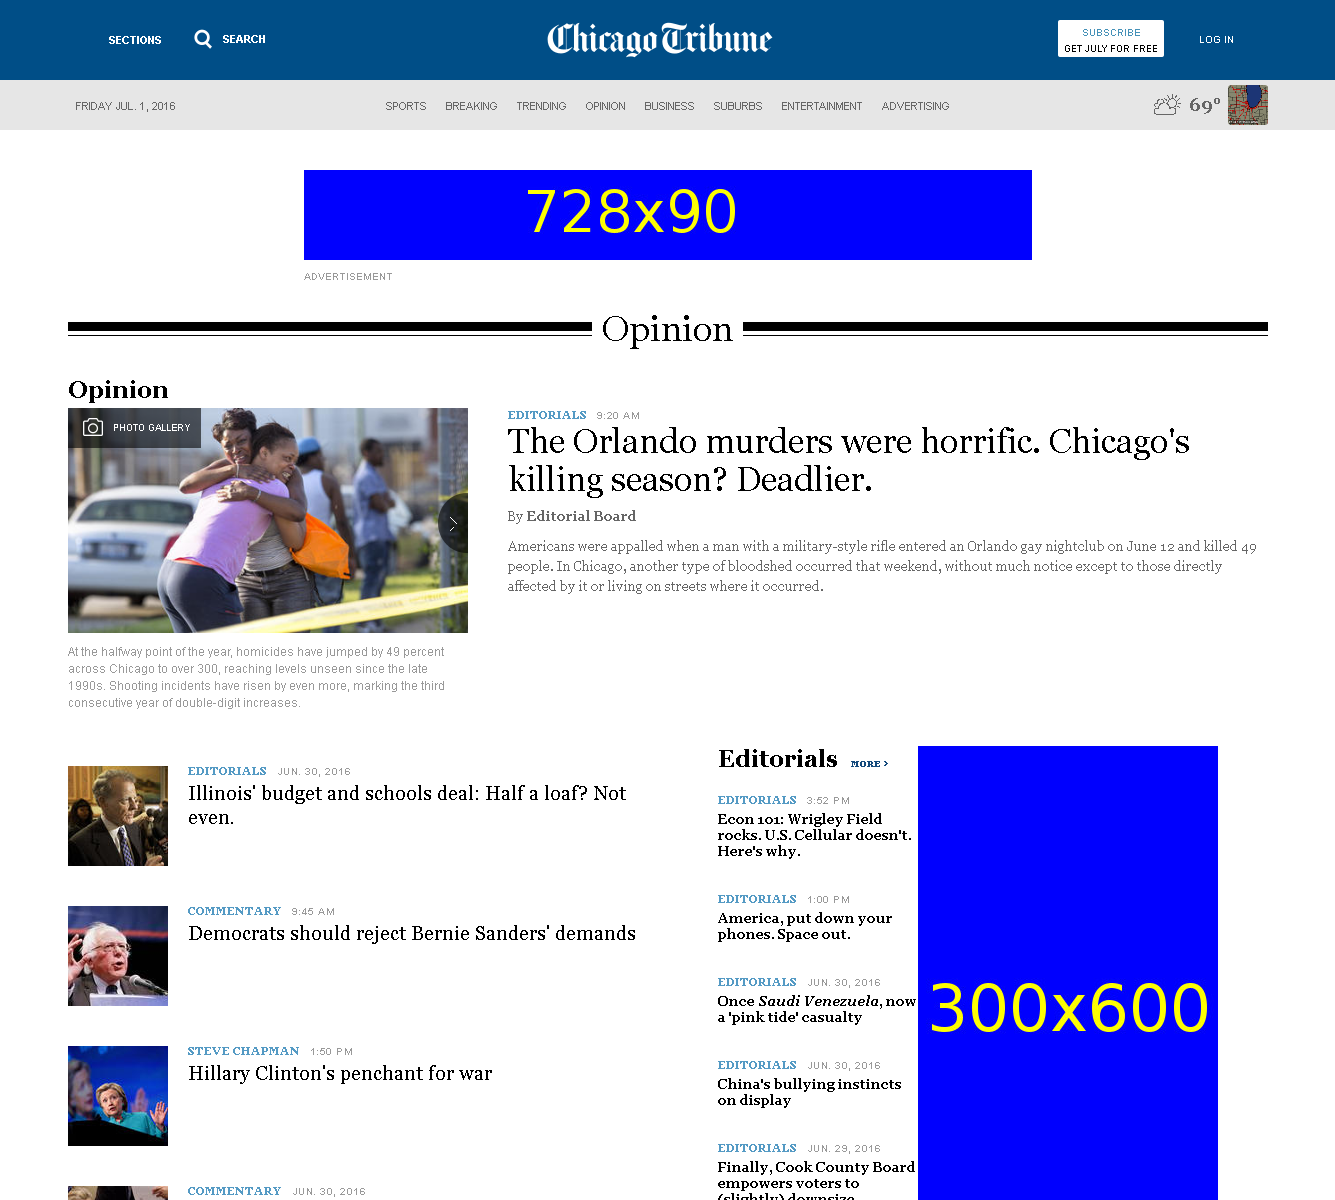 SECTIONS
SEARCH
Chicago Tribune
SUBSCRIBE
GET JULY FOR FREE
LOG IN
FRIDAY JUL. 1, 2016
SPORTS BREAKING TRENDING OPINION BUSINESS SUBURBS ENTERTAINMENT ADVERTISING
69°
728x90
ADVERTISEMENT
Opinion
Opinion
PHOTO GALLERY
At the halfway point of the year, homicides have jumped by 49 percent
across Chicago to over 300, reaching levels unseen since the late
1990s. Shooting incidents have risen by even more, marking the third
consecutive year of double-digit increases.
EDITORIALS 9:20 AM
The Orlando murders were horrific. Chicago's
killing season? Deadlier.
By Editorial Board
Americans were appalled when a man with a military-style rifle entered an Orlando gay nightclub on June 12 and killed 49
people. In Chicago, another type of bloodshed occurred that weekend, without much notice except to those directly
affected by it or living on streets where it occurred.
EDITORIALS JUN. 30, 2016
Illinois' budget and schools deal: Half a loaf? Not
even.
COMMENTARY 9:45 AM
Democrats should reject Bernie Sanders' demands
STEVE CHAPMAN 1:50 PM
Hillary Clinton's penchant for war
COMMENTARY JUN. 30, 2016
Editorials MORE >
EDITORIALS 3:52 PM
Econ 101: Wrigley Field
rocks. U.S. Cellular doesn't.
Here's why.
EDITORIALS 1:00 PM
America, put down your
phones. Space out.
EDITORIALS JUN. 30, 2016
Once Saudi Venezuela, now
a 'pink tide' casualty
EDITORIALS JUN. 30, 2016
China's bullying instincts
on display
EDITORIALS JUN. 29, 2016
Finally, Cook County Board
empowers voters to
(slightly) downsize
300x600